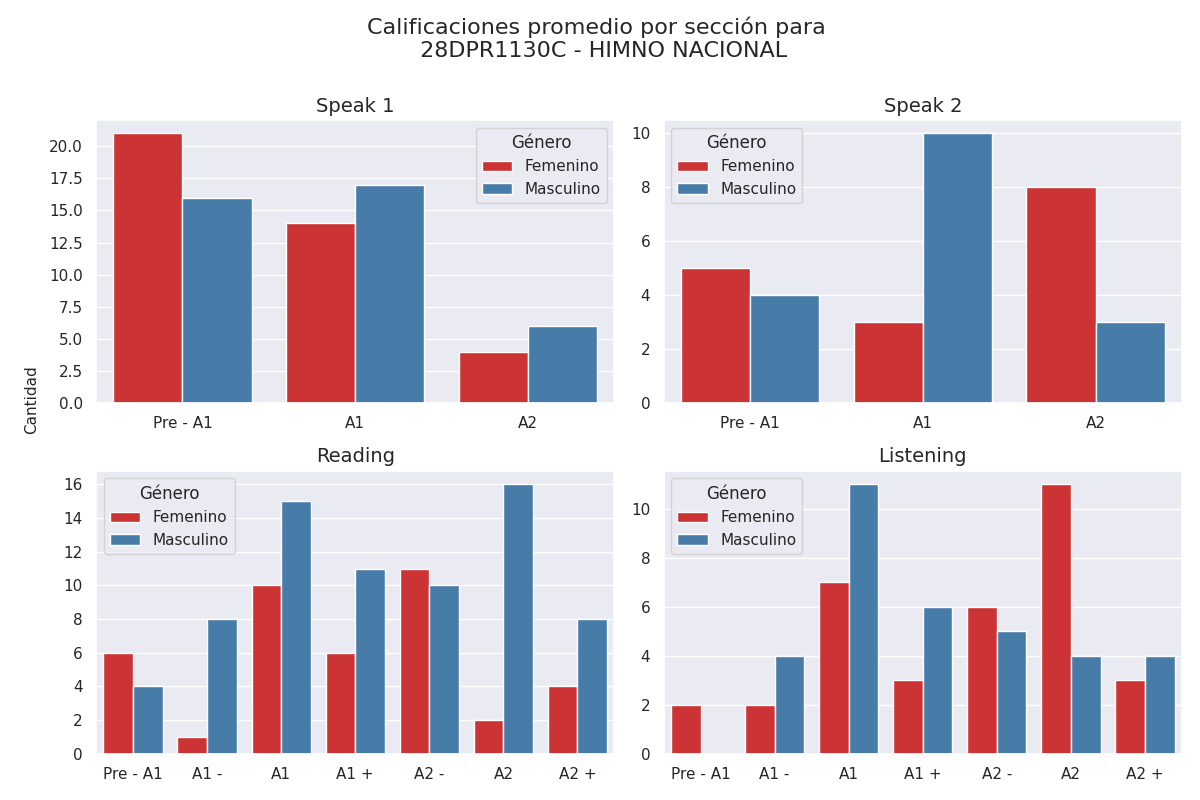 Calificaciones promedio por sección para
28DPR1130C - HIMNO NACIONAL
Cantidad
Speak 1
20.0
17.5
15.0
12.5
10.0
7.5
5.0
2.5
0.0
Género
Femenino
Masculino
Pre - A1 A1 A2
Speak 2
10
8
6
4
2
0
Género
Femenino
Masculino
Pre - A1 A1 A2
Reading
16
14
12
10
8
6
4
2
0
Género
Femenino
Masculino
Pre - A1 A1 - A1 A1 + A2 - A2 A2 +
Listening
10
8
6
4
2
0
Género
Femenino
Masculino
Pre - A1 A1 - A1 A1 + A2 - A2 A2 +